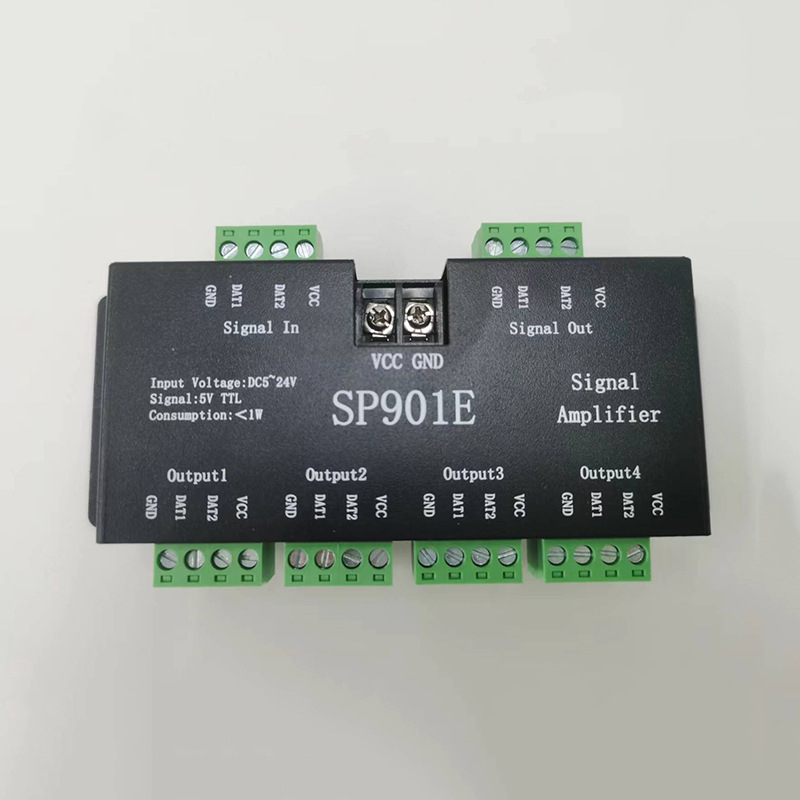 GND DAT1 DAT2 VCC
Signal In
GND DAT1 DAT2 VCC
Signal Out
VCC GND
Input Voltage:DC5~24V
Signal:5V TTL
Consumption:<1W
SP901E
Signal
Amplifier
Output1
GND DAT1 DAT2 VCC
Output2
GND DAT1 DAT2 VCC
Output3
GND DAT1 DAT2 VCC
Output4
GND DAT1 DAT2 VCC